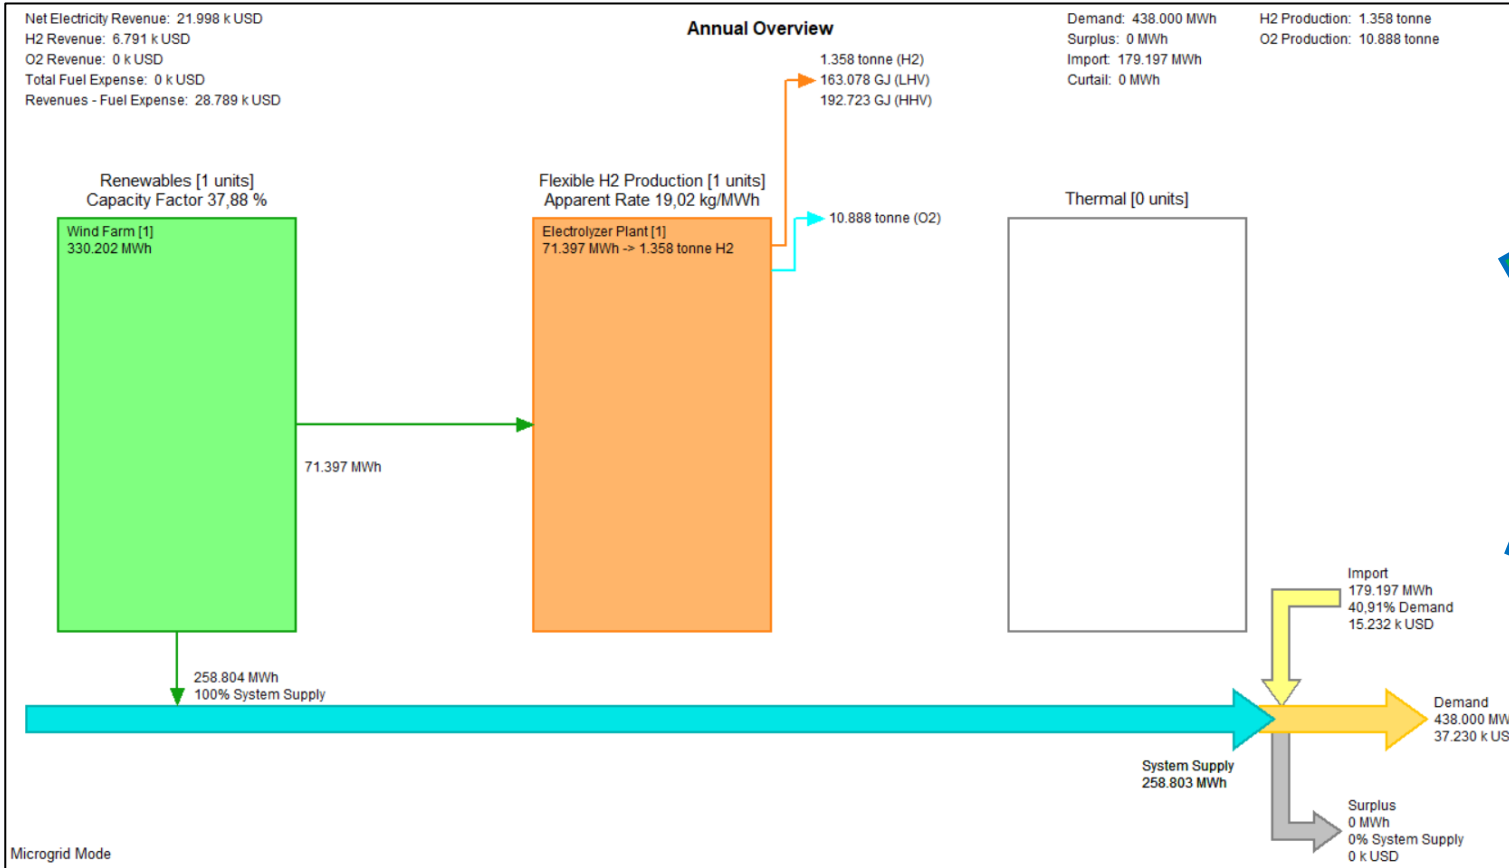 Net Electricity Revenue: 21.998 k USD
H2 Revenue: 6.791 k USD
O2 Revenue: 0 k USD
Total Fuel Expense: 0 k USD
Revenues - Fuel Expense: 28.789 k USD
Annual Overview
Demand: 438.000 MWh
Surplus: 0 MWh
Import: 179.197 MWh
Curtail: 0 MWh
H2 Production: 1.358 tonne
O2 Production: 10.888 tonne
1.358 tonne (H2)
163.078 GJ (LHV)
192.723 GJ (HHV)
Renewables [1 units]
Capacity Factor 37,88 %
Wind Farm [1]
330.202 MWh
Flexible H2 Production [1 units]
Apparent Rate 19,02 kg/MWh
Electrolyzer Plant [1]
71.397 MWh -> 1.358 tonne H2
10.888 tonne (O2)
Thermal [0 units]
71.397 MWh
258.804 MWh
100% System Supply
Import
179.197 MWh
40,91% Demand
15.232 k USD
Demand
438.000 MW
37.230 k US
System Supply
258.803 MWh
Surplus
0 MWh
0% System Supply
0 k USD
Microgrid Mode